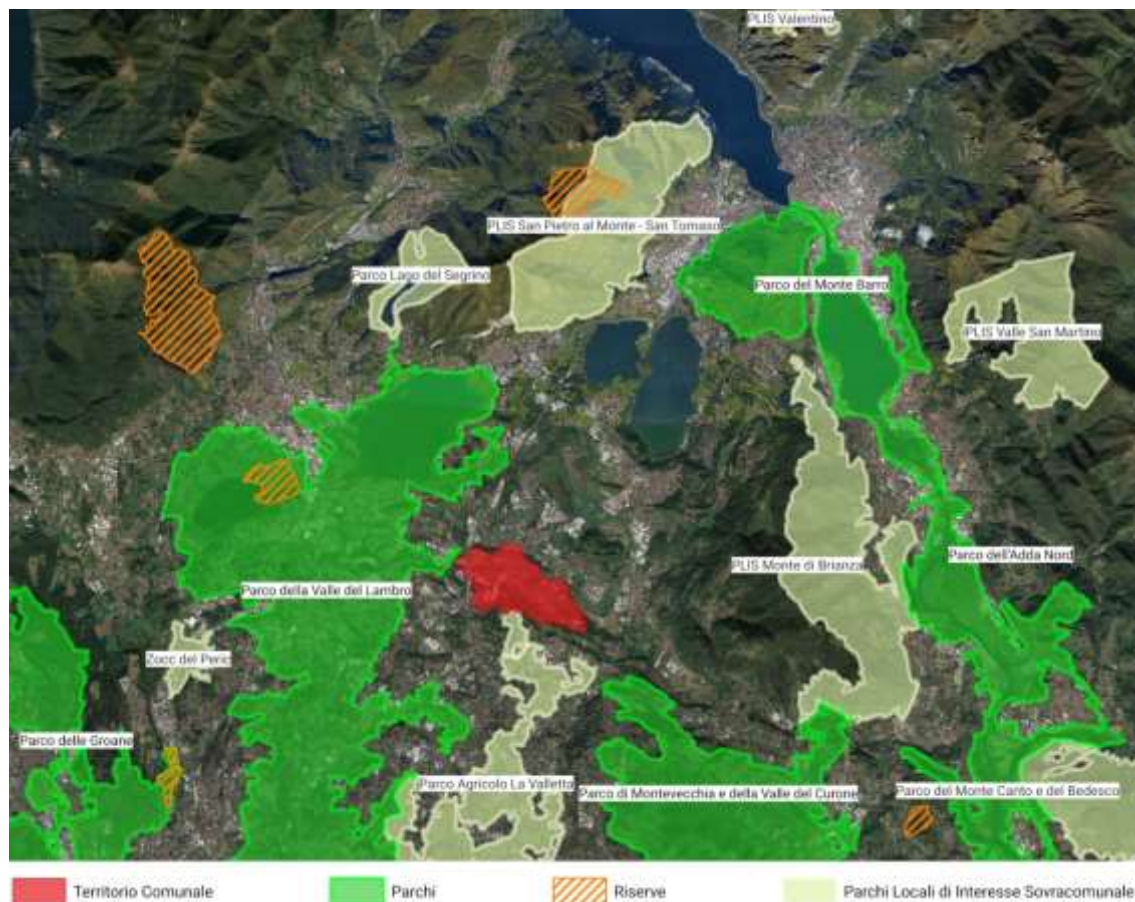 PLIS Valentino
PLIS San Pietro al Monte - San Tomaso
Parco Lago del Segrino
Parco del Monte Barro
PLIS Valle San Martino
Parco dell'Adda Nord
PLIS Monte di Brianza
Parco della Valle del Lambro
Zocc del Peric
Parco delle Groane
Parco Agricolo La Valletta
Parco di Montevecchia e della Valle del Curone
Parco del Monte Canto e del Bedesco
Territorio Comunale
Parchi
Riserve
Parchi Locali di Interesse Sovracomunale